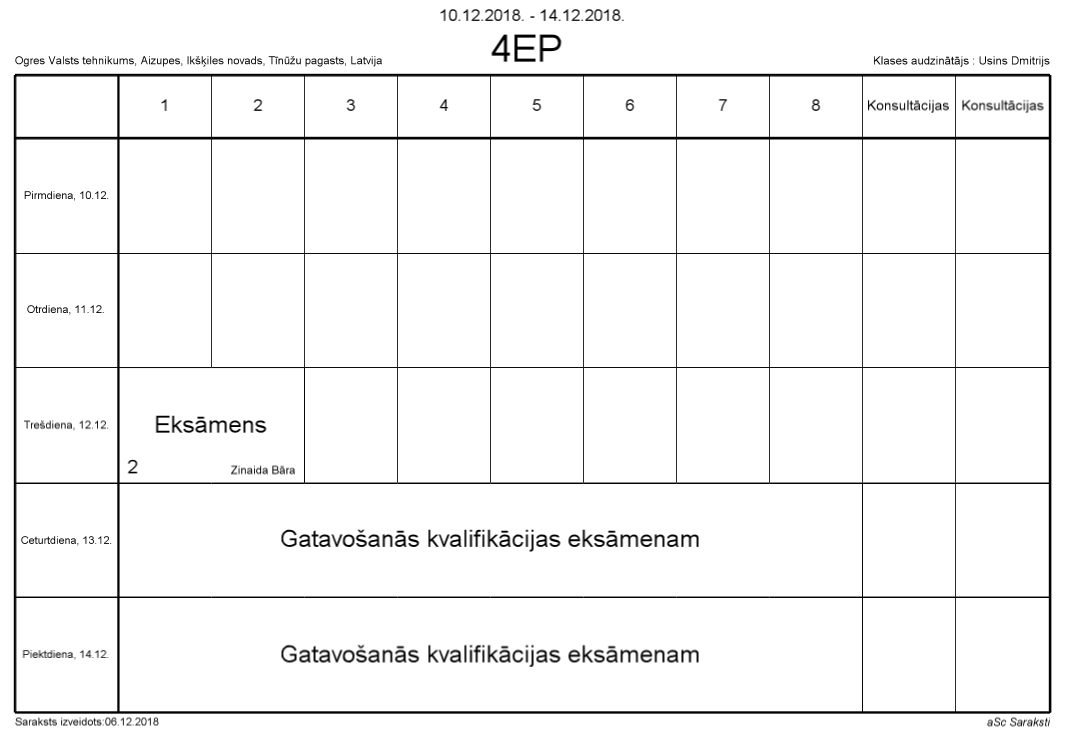 10.12.2018. - 14.12.2018.
4EP
Ogres Valsts tehnikums, Aizupes, Ikšķiles novads, Tīnūžu pagasts, Latvija
Klases audzinātājs : Usins Dmitrijs
1 2 3 4 5 6 7 8 Konsultācijas Konsultācijas
Pirmdiena, 10.12.
Otrdiena, 11.12.
Trešdiena, 12.12.
Eksāmens
2 Zinaida Bāra
Ceturtdiena, 13.12.
Gatavošanās kvalifikācijas eksāmenam
Piektdiena, 14.12.
Gatavošanās kvalifikācijas eksāmenam
Saraksts izveidots:06.12.2018
aSc Saraksti